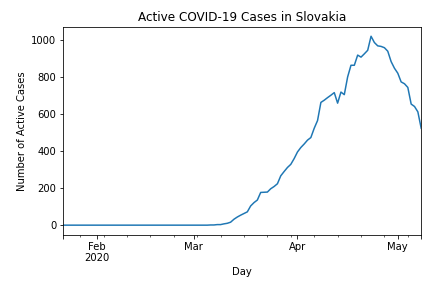 Active COVID-19 Cases in Slovakia
Number of Active Cases
1000
800
600
400
200
0
Feb
2020
Mar
Apr
May
Day